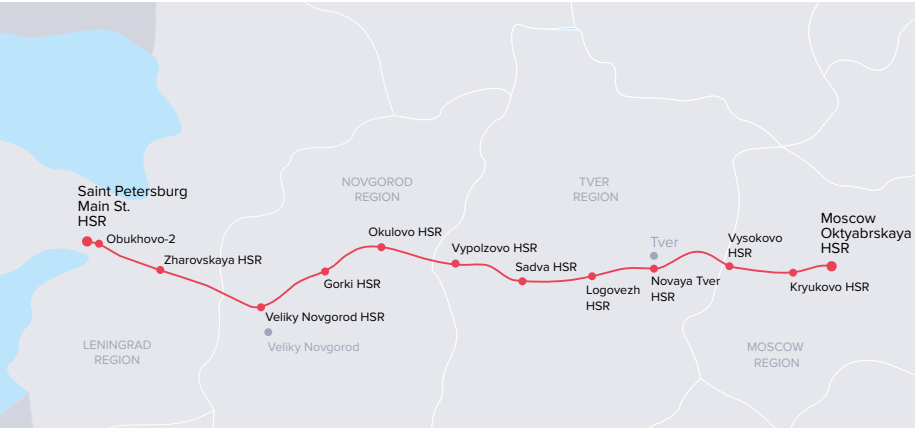 NOVGOROD
REGION
TVER
REGION
Saint Petersburg
Main St.
HSR
Obukhovo-2
Zharovskaya HSR
Veliky Novgorod HSR
Veliky Novgorod
Gorki HSR
Okulovo HSR
Vypolzovo HSR
Sadva HSR
Logovezh
HSR
Tver
Novaya Tver
HSR
Vysokovo
HSR
Kryukovo HSR
Moscow
Oktyabrskaya
HSR
LENINGRAD
REGION
MOSCOW
REGION